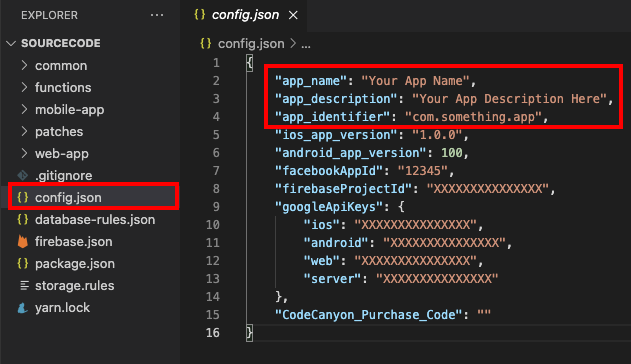 EXPLORER ...
SOURCECODE
common
functions
mobile-app
patches
web-app
.gitignore
config.json
database-rules.json
firebase.json
package.json
storage.rules
yarn.lock
config.json
config.json > ...
1 {
2 "app_name": "Your App Name",
3 "app_description": "Your App Description Here",
4 "app_identifier": "com.something.app",
5 "ios_app_version": "1.0.0",
6 "android_app_version": 100,
7 "facebookAppId": "12345",
8 "firebaseProjectId": "XXXXXXXXXXXXXXX",
9 "googleApiKeys": {
10 "ios": "XXXXXXXXXXXXXXX",
11 "android": "XXXXXXXXXXXXXXX",
12 "web": "XXXXXXXXXXXXXXX",
13 "server": "XXXXXXXXXXXXXXX"
14 },
15 "CodeCanyon_Purchase_Code": ""
16 }